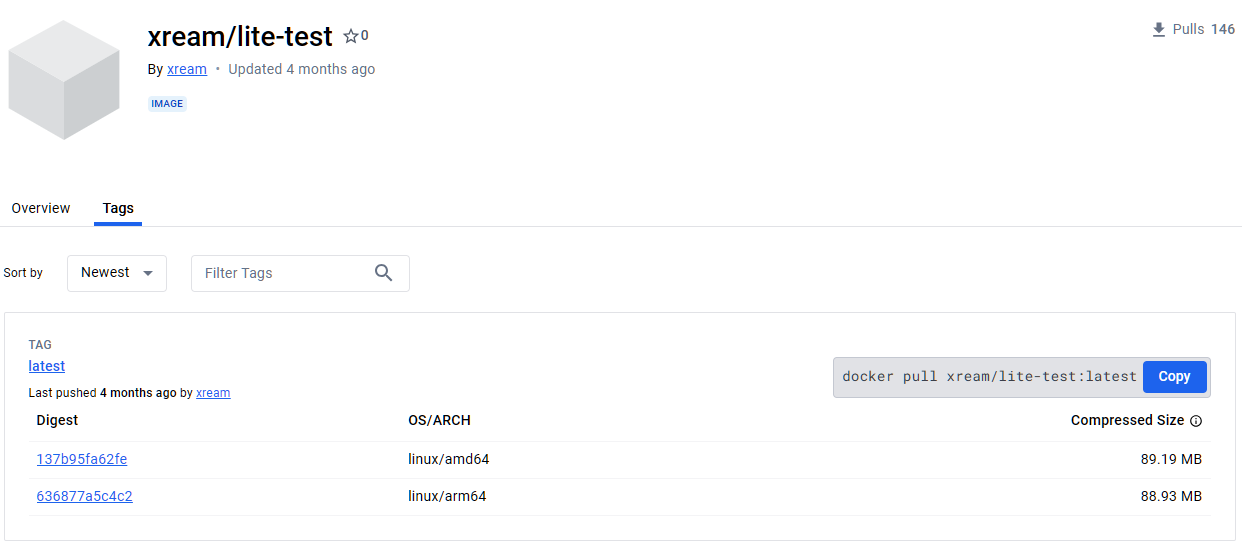 xream/lite-test 0
Pulls 146
By xream • Updated 4 months ago
IMAGE
Overview Tags
Sort by Newest Filter Tags
TAG
latest
docker pull xream/lite-test:latest Copy
Last pushed 4 months ago by xream
Digest OS/ARCH Compressed Size
137b95fa62fe linux/amd64 89.19 MB
636877a5c4c2 linux/arm64 88.93 MB